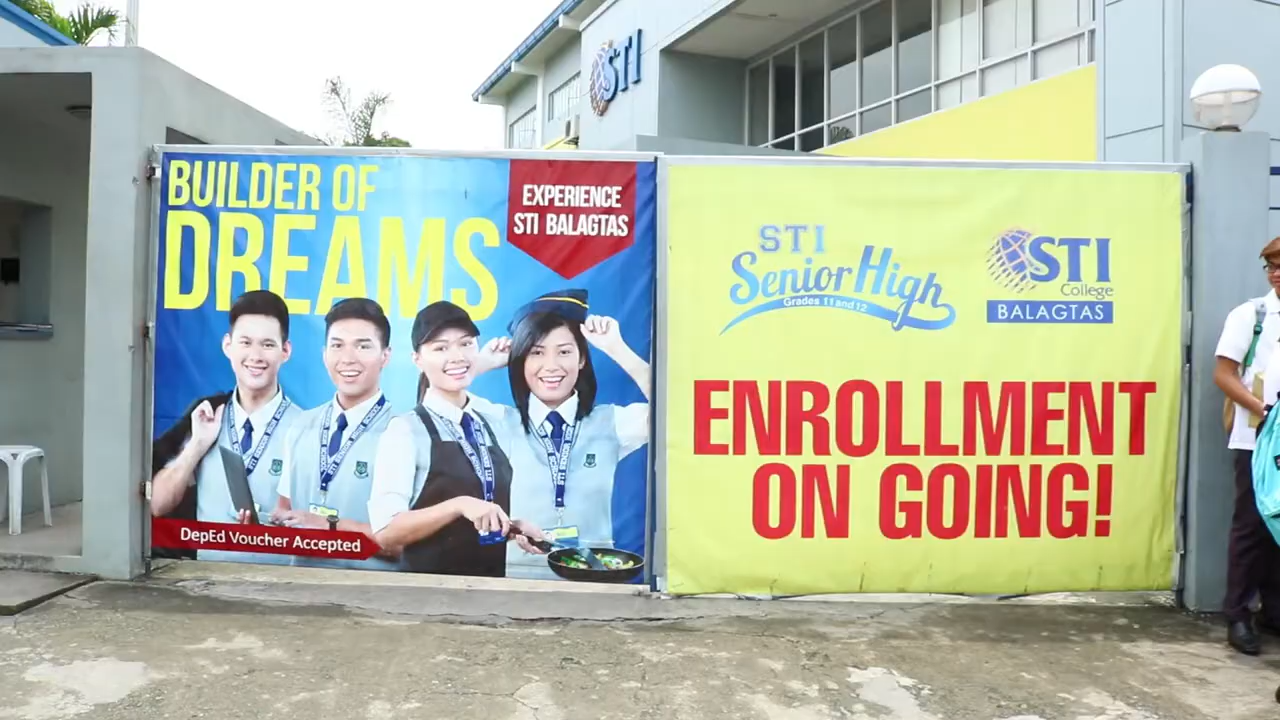 STI
BUILDER OF
DREAMS
EXPERIENCE
STI BALAGTAS
DepEd Voucher Accepted
STI
Senior High
Grades 11 and 12
STI
College
BALAGTAS
ENROLLMENT
ON GOING!